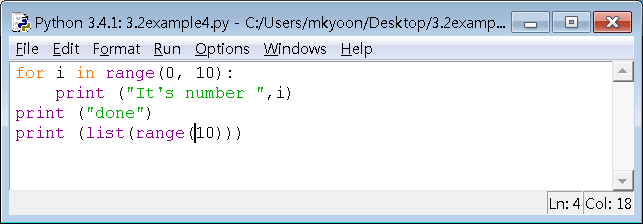 Python 3.4.1: 3.2example4.py - C:/Users/mkyoon/Desktop/3.2examp...
File Edit Format Run Options Windows Help
for i in range(0, 10):
    print ("It's number ",i)
print ("done")
print (list(range(10)))
Ln: 4 Col: 18